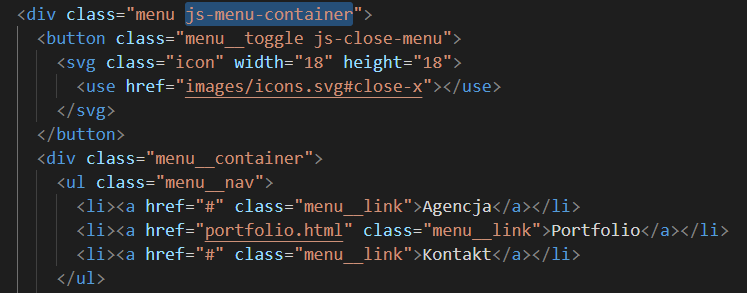 <div class="menu js-menu-container">
<button class="menu__toggle js-close-menu">
<svg class="icon" width="18" height="18">
<use href="images/icons.svg#close-x"></use>
</svg>
</button>
<div class="menu__container">
<ul class="menu__nav">
<li><a href="#" class="menu__link">Agencja</a></li>
<li><a href="portfolio.html" class="menu__link">Portfolio</a></li>
<li><a href="#" class="menu__link">Kontakt</a></li>
</ul>